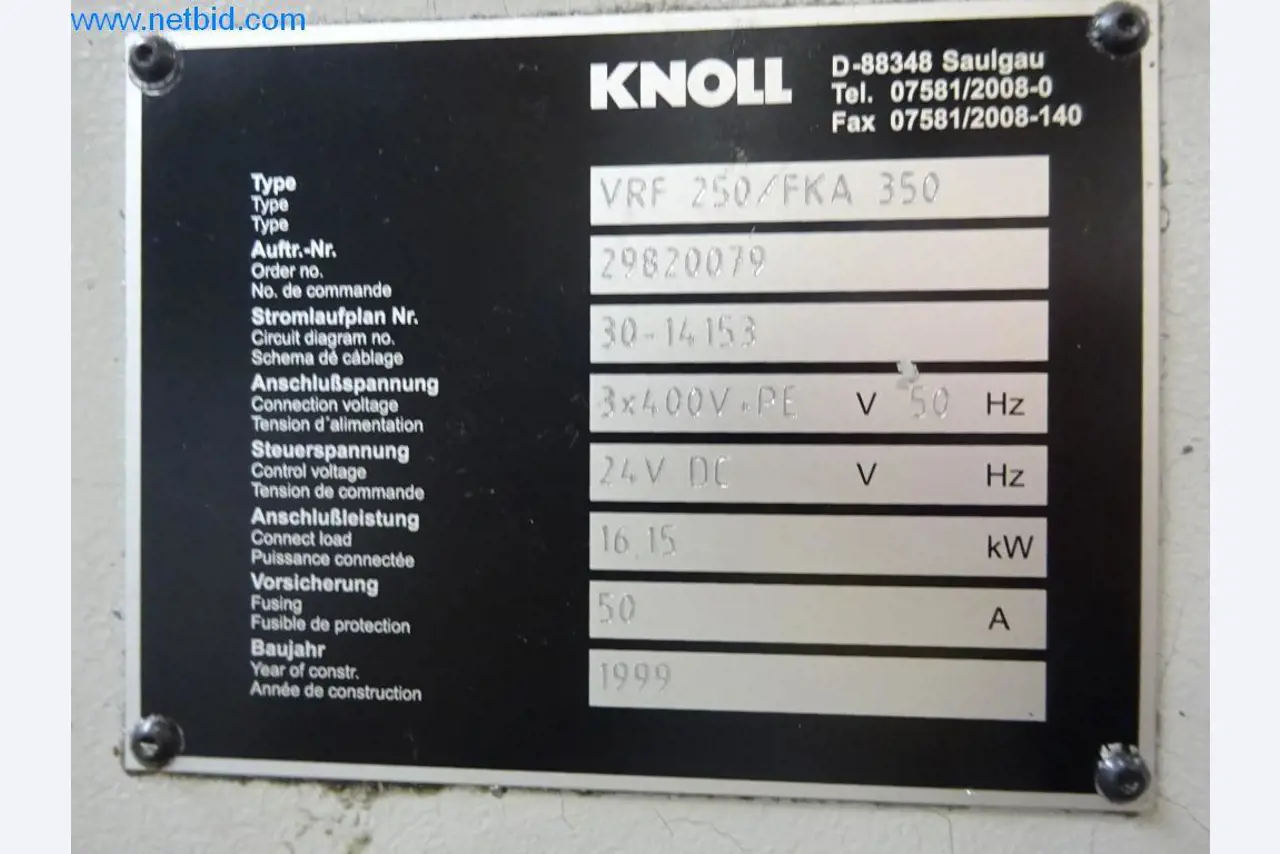 www.netbid.com
KNOLL
D-88348 Saulgau
Tel. 07581/2008-0
Fax 07581/2008-140
Type
Type
Type
VRF 250/FKA 350
Auftr.-Nr.
Order no.
No. de commande
29820079
Stromlaufplan Nr.
Circuit diagram no.
Schema dé câblage
30-14153
Anschlußspannung
Connection voltage
Tension d'alimentation
3x400V.PE V 50 Hz
Steuerspannung
Control voltage
Tension de commande
24V DC V Hz
Anschlußleistung
Connect load
Puissance connectée
16.15 kW
Vorsicherung
Fusing
Fusible de protection
50 A
Baujahr
Year of constr.
Année de construction
1999